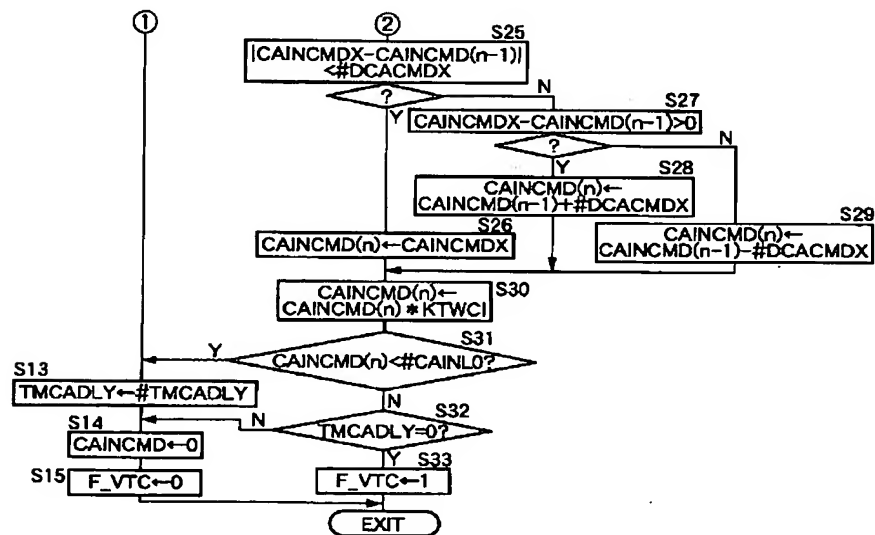 ① ②
S25
|CAINCMDX-CAINCMD(n-1)|
<#DCACMDX
? N
Y
S27
CAINCMDX-CAINCMD(n-1)>0
? N
Y
S28
CAINCMD(n)←
CAINCMD(n-1)+#DCACMDX
S29
CAINCMD(n)←
CAINCMD(n-1)-#DCACMDX
S26
CAINCMD(n)←CAINCMDX
CAINCMD(n)←
CAINCMD(n)*KTWCI
S30
S31
Y
CAINCMD(n)<#CAINL0?
N
S13
TMCADLY←#TMCADLY
S32
N
TMCADLY=0?
Y
S14
CAINCMD←0
S15
F_VTC←0
S33
F_VTC←1
EXIT